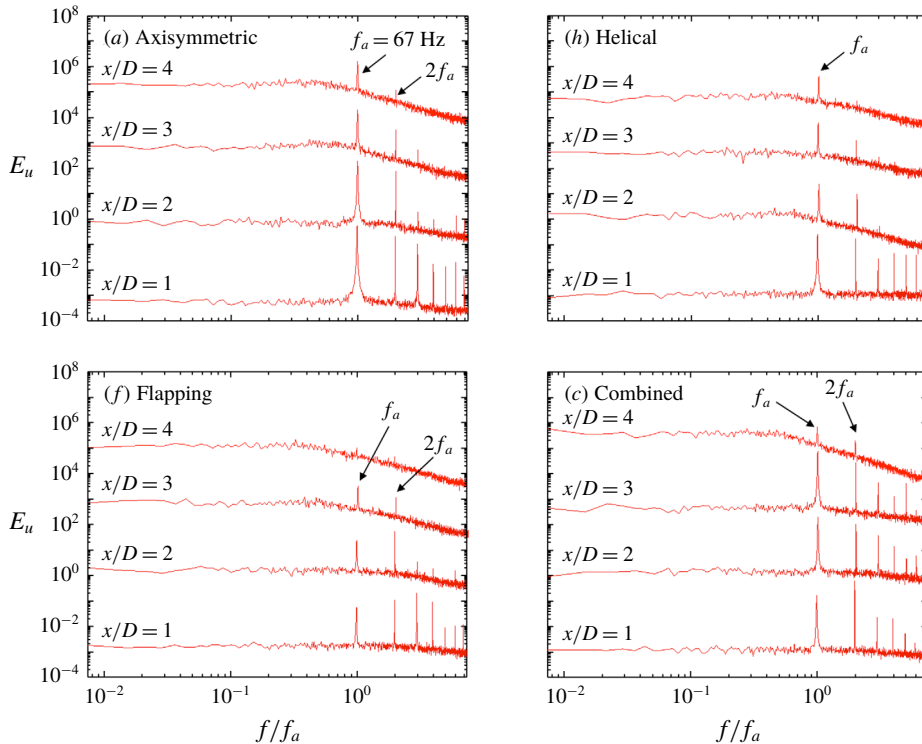 (a) Axisymmetric
f_a = 67 Hz
2f_a
x/D = 4
x/D = 3
x/D = 2
x/D = 1
E_u
10^8
10^6
10^4
10^2
10^0
10^−2
10^−4
(h) Helical
f_a
x/D = 4
x/D = 3
x/D = 2
x/D = 1
(f) Flapping
f_a
2f_a
x/D = 4
x/D = 3
x/D = 2
x/D = 1
E_u
10^8
10^6
10^4
10^2
10^0
10^−2
10^−4
10^−2
10^−1
10^0
f/f_a
(c) Combined
f_a
2f_a
x/D = 4
x/D = 3
x/D = 2
x/D = 1
10^−2
10^−1
10^0
f/f_a